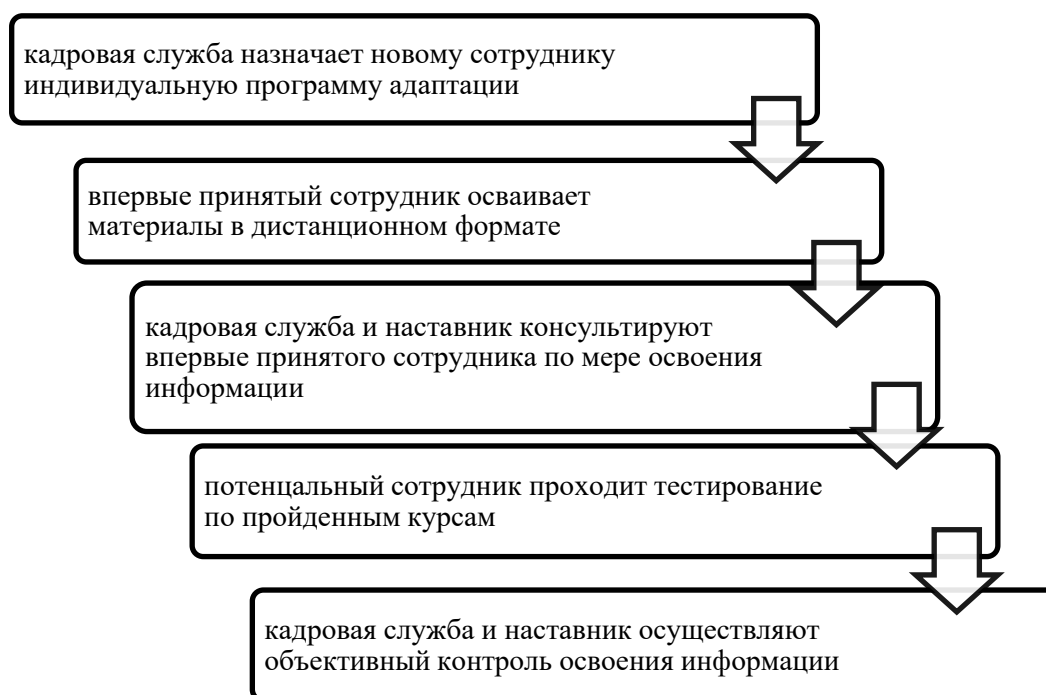 кадровая служба назначает новому сотруднику
индивидуальную программу адаптации
впервые принятый сотрудник осваивает
материалы в дистанционном формате
кадровая служба и наставник консультируют
впервые принятого сотрудника по мере освоения
информации
потенцальный сотрудник проходит тестирование
по пройденным курсам
кадровая служба и наставник осуществляют
объективный контроль освоения информации